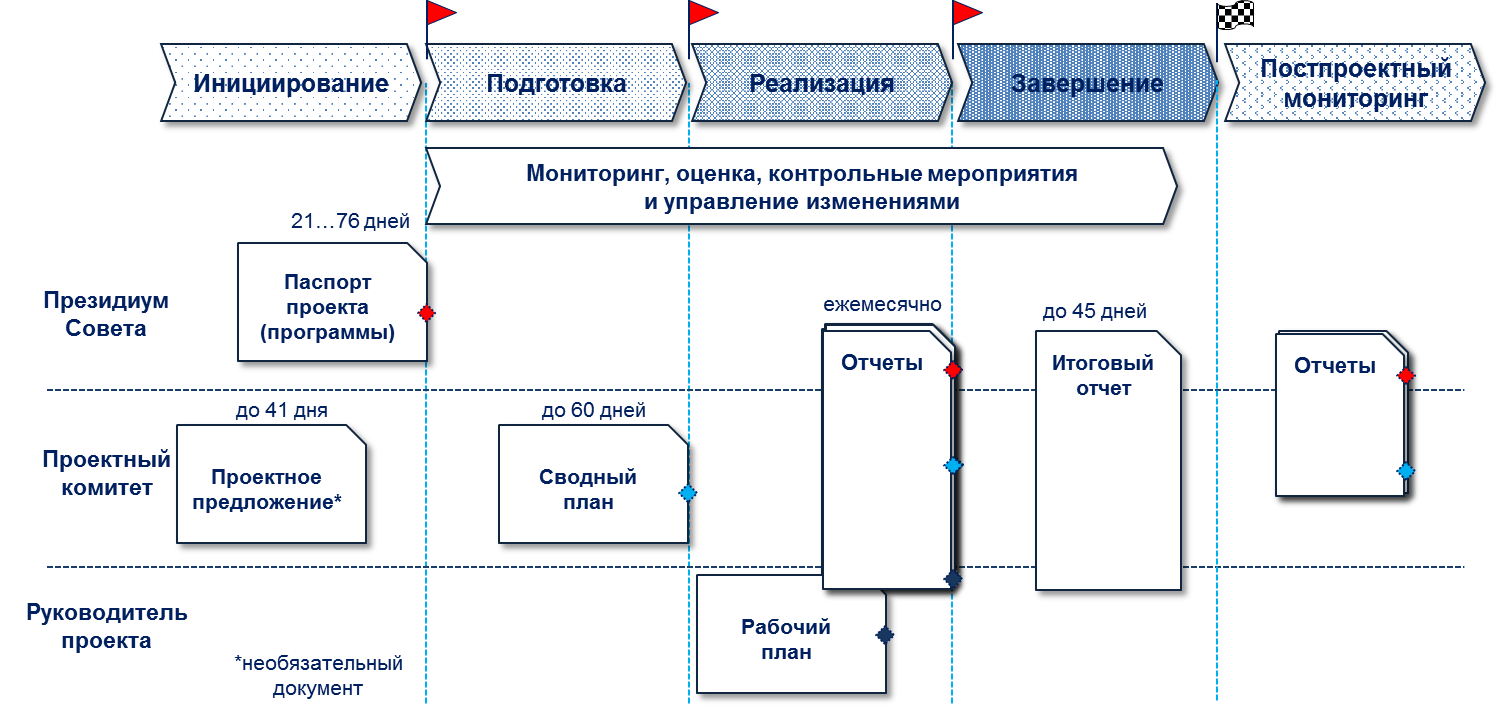 Инициирование
Подготовка
Реализация
Завершение
Постпроектный
мониторинг
Мониторинг, оценка, контрольные мероприятия
и управление изменениями
21…76 дней
Президиум
Совета
Паспорт
проекта
(программы)
ежемесячно
Отчеты
до 45 дней
Итоговый
отчет
Отчеты
Проектный
комитет
до 41 дня
Проектное
предложение*
до 60 дней
Сводный
план
Руководитель
проекта
Рабочий
план
*необязательный
документ